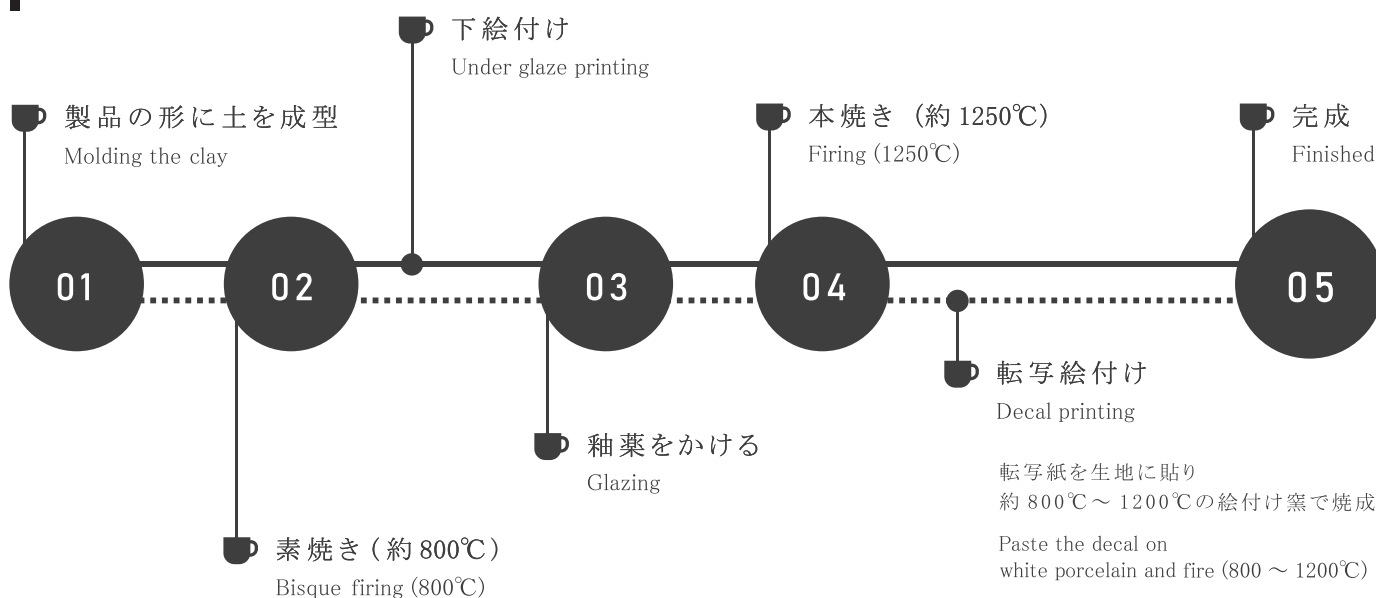 下絵付け
Under glaze printing
製品の形に土を成型
Molding the clay
本焼き（約1250℃）
Firing (1250℃)
完成
Finished
01
02
03
04
05
転写絵付け
Decal printing
釉薬をかける
Glazing
転写紙を生地に貼り
約800℃〜1200℃の絵付け窯で焼成
Paste the decal on
white porcelain and fire (800 〜 1200℃)
素焼き（約800℃）
Bisque firing (800℃)